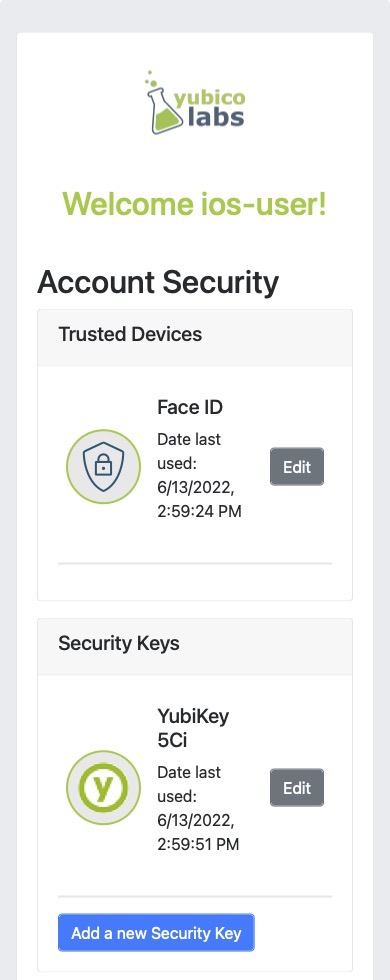 yubico
labs
Welcome ios-user!
Account Security
Trusted Devices
Face ID
Date last
used:
6/13/2022,
2:59:24 PM
Edit
Security Keys
YubiKey
5Ci
y
Date last
used:
6/13/2022,
2:59:51 PM
Edit
Add a new Security Key